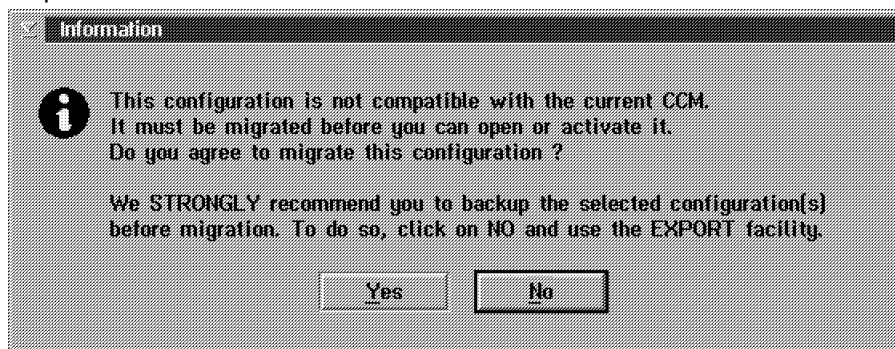 Information
This configuration is not compatible with the current CCM.
It must be migrated before you can open or activate it.
Do you agree to migrate this configuration ?
We STRONGLY recommend you to backup the selected configuration(s)
before migration. To do so, click on NO and use the EXPORT facility.
Yes No